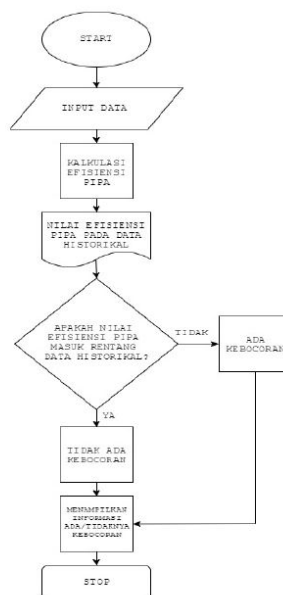 START
INPUT DATA
KALKULASI
EFISIENSI
PIPA
NILAI EFISIENSI
PIPA PADA DATA
HISTORIKAL
APAKAH NILAI
EFISIENSI PIPA
MASUK RENTANG
DATA HISTORIKAL?
TIDAK
ADA
KEBOCORAN
YA
TIDAK ADA
KEBOCORAN
MENAMPILKAN
INFORMASI
ADA/TIDAKNYA
KEBOCORAN
STOP